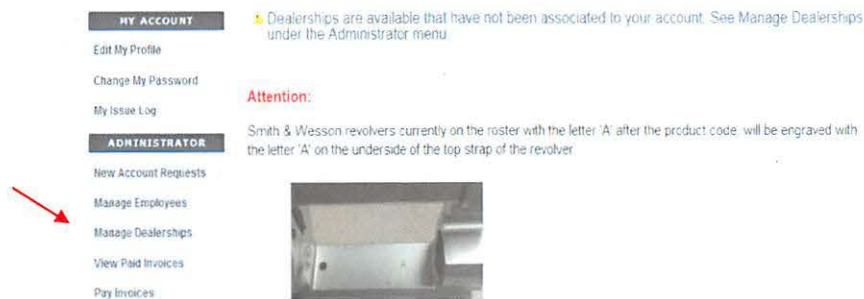 MY ACCOUNT
Edit My Profile
Change My Password
My Issue Log
ADMINISTRATOR
New Account Requests
Manage Employees
Manage Dealerships
View Paid Invoices
Pay Invoices
Dealerships are available that have not been associated to your account. See Manage Dealerships
under the Administrator menu
Attention:
Smith & Wesson revolvers currently on the roster with the letter 'A' after the product code, will be engraved with
the letter 'A' on the underside of the top strap of the revolver